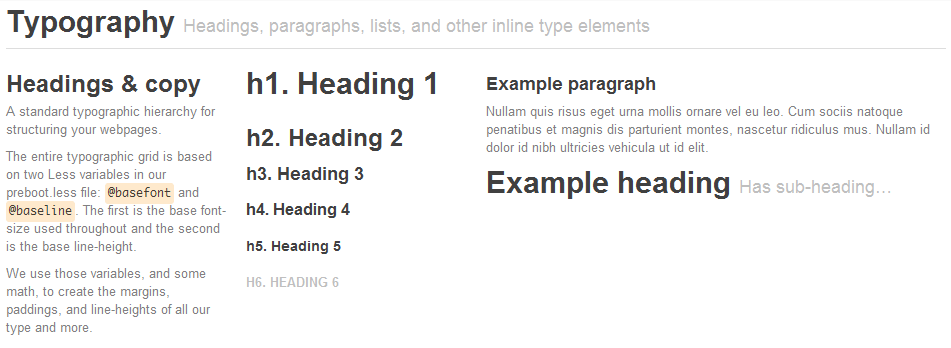 Typography Headings, paragraphs, lists, and other inline type elements
Headings & copy
A standard typographic hierarchy for
structuring your webpages.
The entire typographic grid is based
on two Less variables in our
preboot.less file: @basefont and
@baseline. The first is the base font-
size used throughout and the second
is the base line-height.
We use those variables, and some
math, to create the margins,
paddings, and line-heights of all our
type and more.
h1. Heading 1
h2. Heading 2
h3. Heading 3
h4. Heading 4
h5. Heading 5
H6. HEADING 6
Example paragraph
Nullam quis risus eget urna mollis ornare vel eu leo. Cum sociis natoque
penatibus et magnis dis parturient montes, nascetur ridiculus mus. Nullam id
dolor id nibh ultricies vehicula ut id elit.
Example heading Has sub-heading…